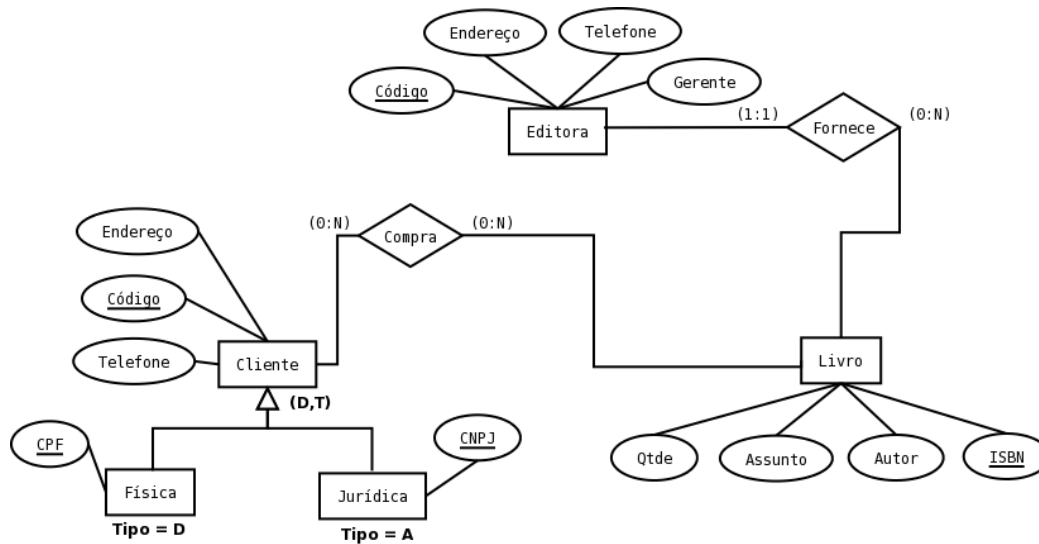 Endereço
Telefone
Gerente
Código
Editora
(1:1)
Fornece
(0:N)
Endereço
(0:N)
Compra
(0:N)
Código
Telefone
Cliente
Livro
(D,T)
CPF
CNPJ
Qtde
Assunto
Autor
ISBN
Física
Jurídica
Tipo = D
Tipo = A